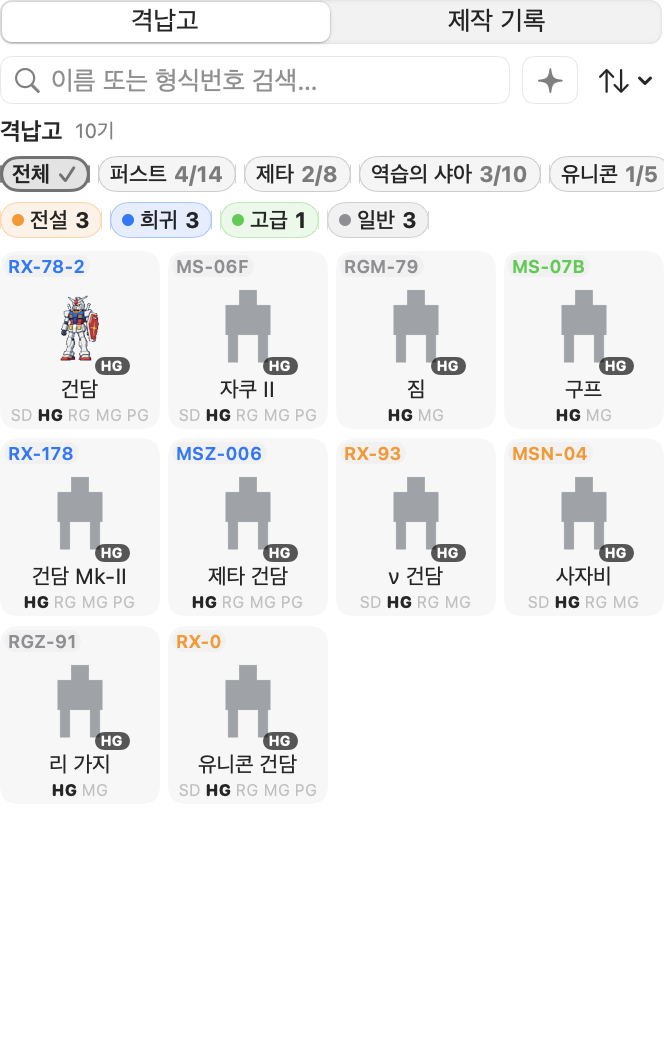 격납고 제작 기록
이름 또는 형식번호 검색...
격납고 10기
전체 퍼스트 4/14 제타 2/8 역습의 샤아 3/10 유니콘 1/5
전설 3 희귀 3 고급 1 일반 3
RX-78-2 MS-06F RGM-79 MS-07B
HG HG HG HG
건담 자쿠 II 짐 구프
SD HG RG MG PG SD HG RG MG PG HG MG HG MG
RX-178 MSZ-006 RX-93 MSN-04
HG HG HG HG
건담 Mk-II 제타 건담 ν 건담 사자비
HG RG MG PG HG RG MG PG SD HG RG MG SD HG RG MG
RGZ-91 RX-0
HG HG
리 가지 유니콘 건담
HG MG SD HG RG MG PG